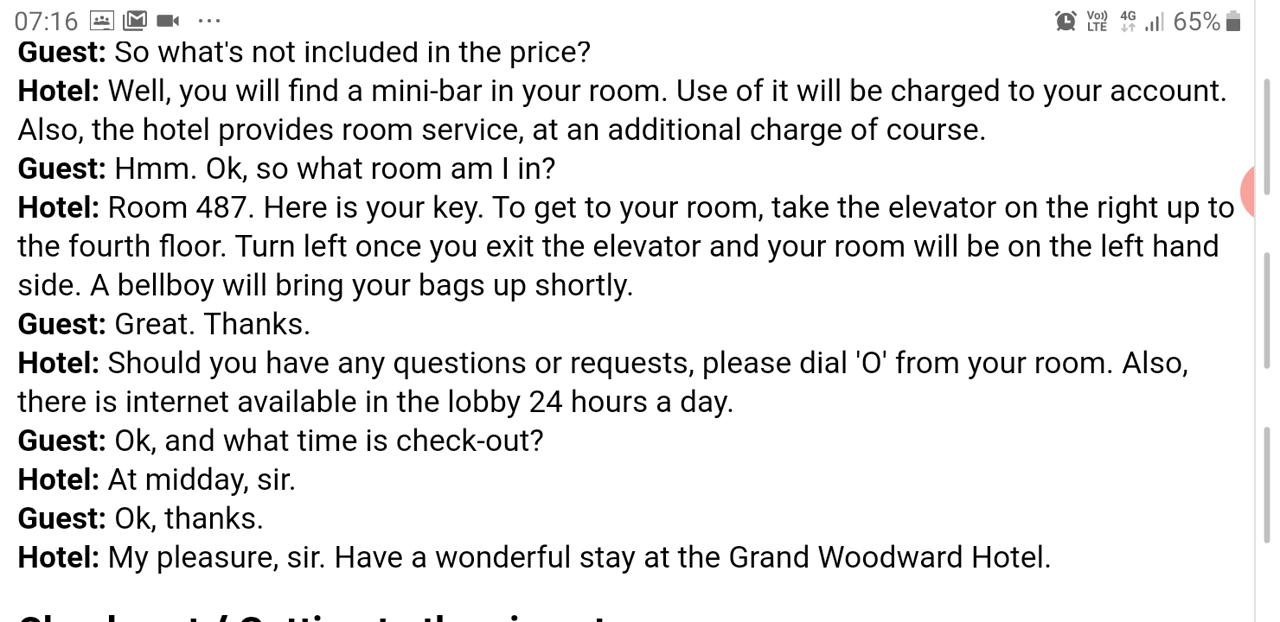 07:16 ... Vo) LTE 4G 65%
Guest: So what's not included in the price?
Hotel: Well, you will find a mini-bar in your room. Use of it will be charged to your account.
Also, the hotel provides room service, at an additional charge of course.
Guest: Hmm. Ok, so what room am I in?
Hotel: Room 487. Here is your key. To get to your room, take the elevator on the right up to
the fourth floor. Turn left once you exit the elevator and your room will be on the left hand
side. A bellboy will bring your bags up shortly.
Guest: Great. Thanks.
Hotel: Should you have any questions or requests, please dial 'O' from your room. Also,
there is internet available in the lobby 24 hours a day.
Guest: Ok, and what time is check-out?
Hotel: At midday, sir.
Guest: Ok, thanks.
Hotel: My pleasure, sir. Have a wonderful stay at the Grand Woodward Hotel.